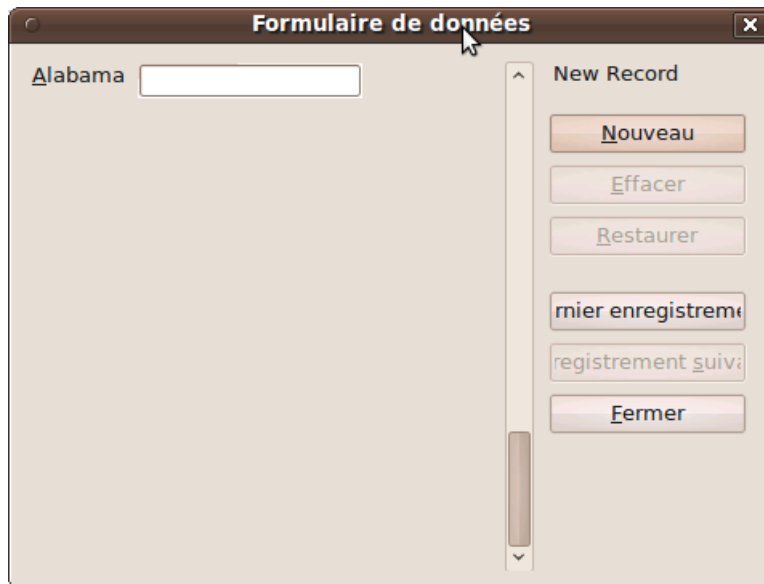 Formulaire de données
Alabama
New Record
Nouveau
Effacer
Restaurer
rnier enregistreme
registrement suiva
Fermer